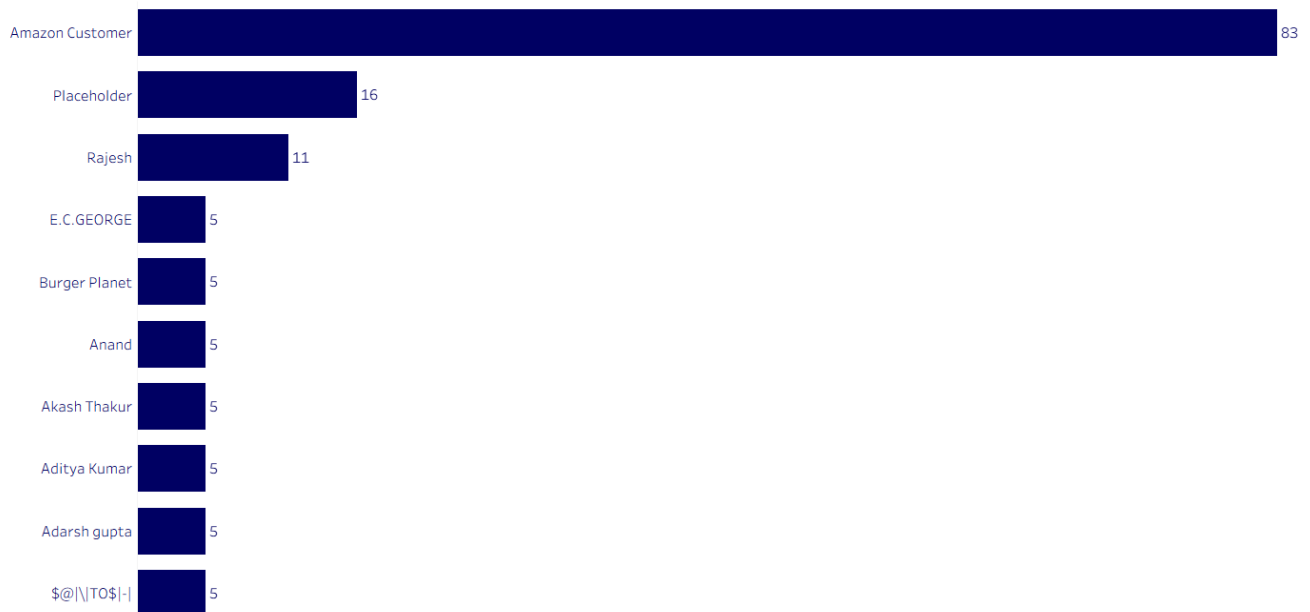 Amazon Customer 83
Placeholder 16
Rajesh 11
E.C.GEORGE 5
Burger Planet 5
Anand 5
Akash Thakur 5
Aditya Kumar 5
Adarsh gupta 5
$@|\|TO$|-| 5